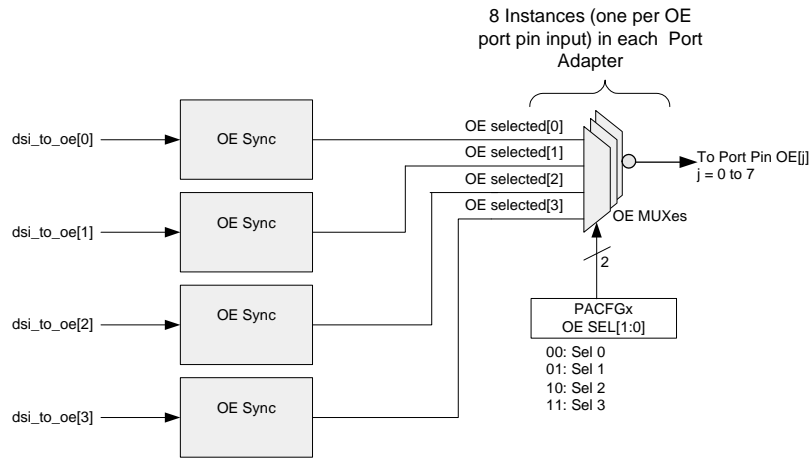 8 Instances (one per OE
port pin input) in each Port
Adapter
dsi_to_oe[0]
OE Sync
OE selected[0]
OE selected[1]
OE selected[2]
OE selected[3]
To Port Pin OE[j]
j = 0 to 7
OE MUXes
dsi_to_oe[1]
OE Sync
2
dsi_to_oe[2]
OE Sync
PACFGx
OE SEL[1:0]
00: Sel 0
01: Sel 1
10: Sel 2
11: Sel 3
dsi_to_oe[3]
OE Sync